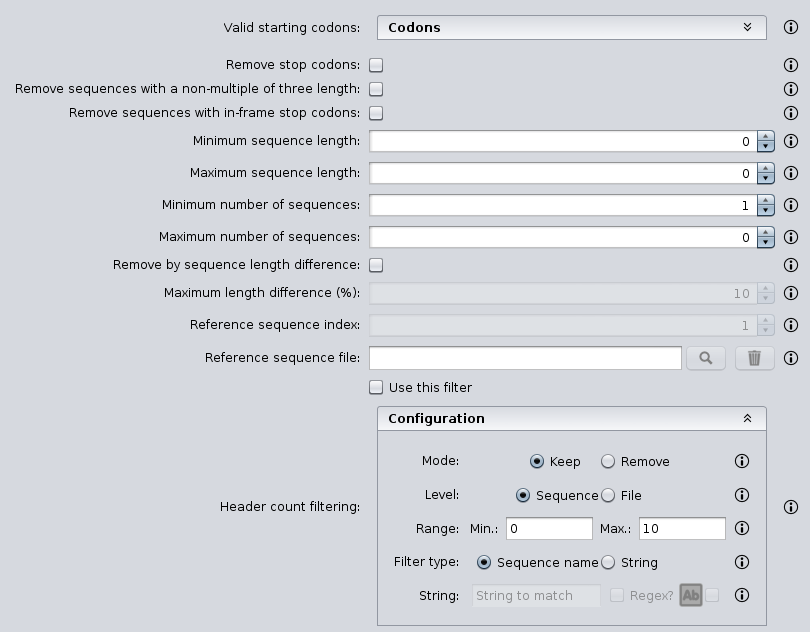 Valid starting codons: Codons
Remove stop codons:
Remove sequences with a non-multiple of three length:
Remove sequences with in-frame stop codons:
Minimum sequence length: 0
Maximum sequence length: 0
Minimum number of sequences: 1
Maximum number of sequences: 0
Remove by sequence length difference:
Maximum length difference (%): 10
Reference sequence index: 1
Reference sequence file:
Use this filter
Configuration
Mode: Keep Remove
Level: Sequence File
Header count filtering:
Range: Min.: 0 Max.: 10
Filter type: Sequence name String
String: String to match Regex? Ab